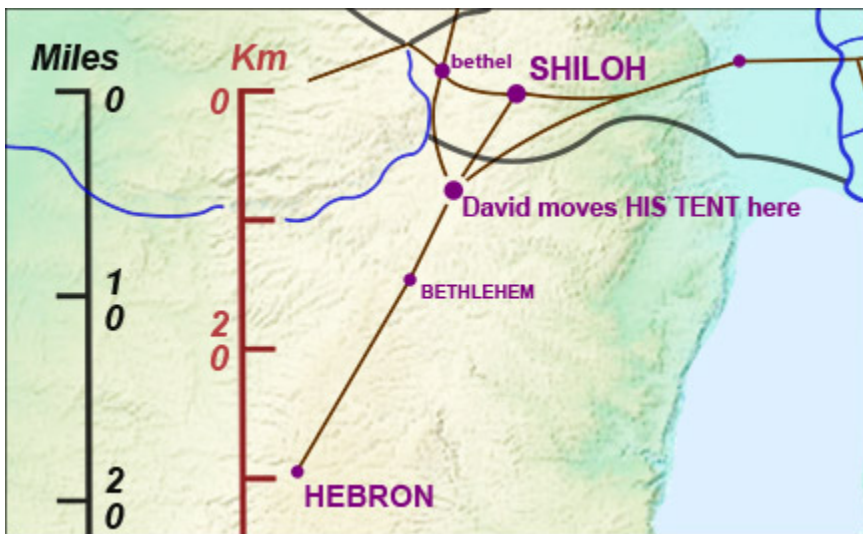 Miles
Km
bethel
SHILOH
0
0
David moves HIS TENT here
1
0
BETHLEHEM
2
0
2
0
HEBRON